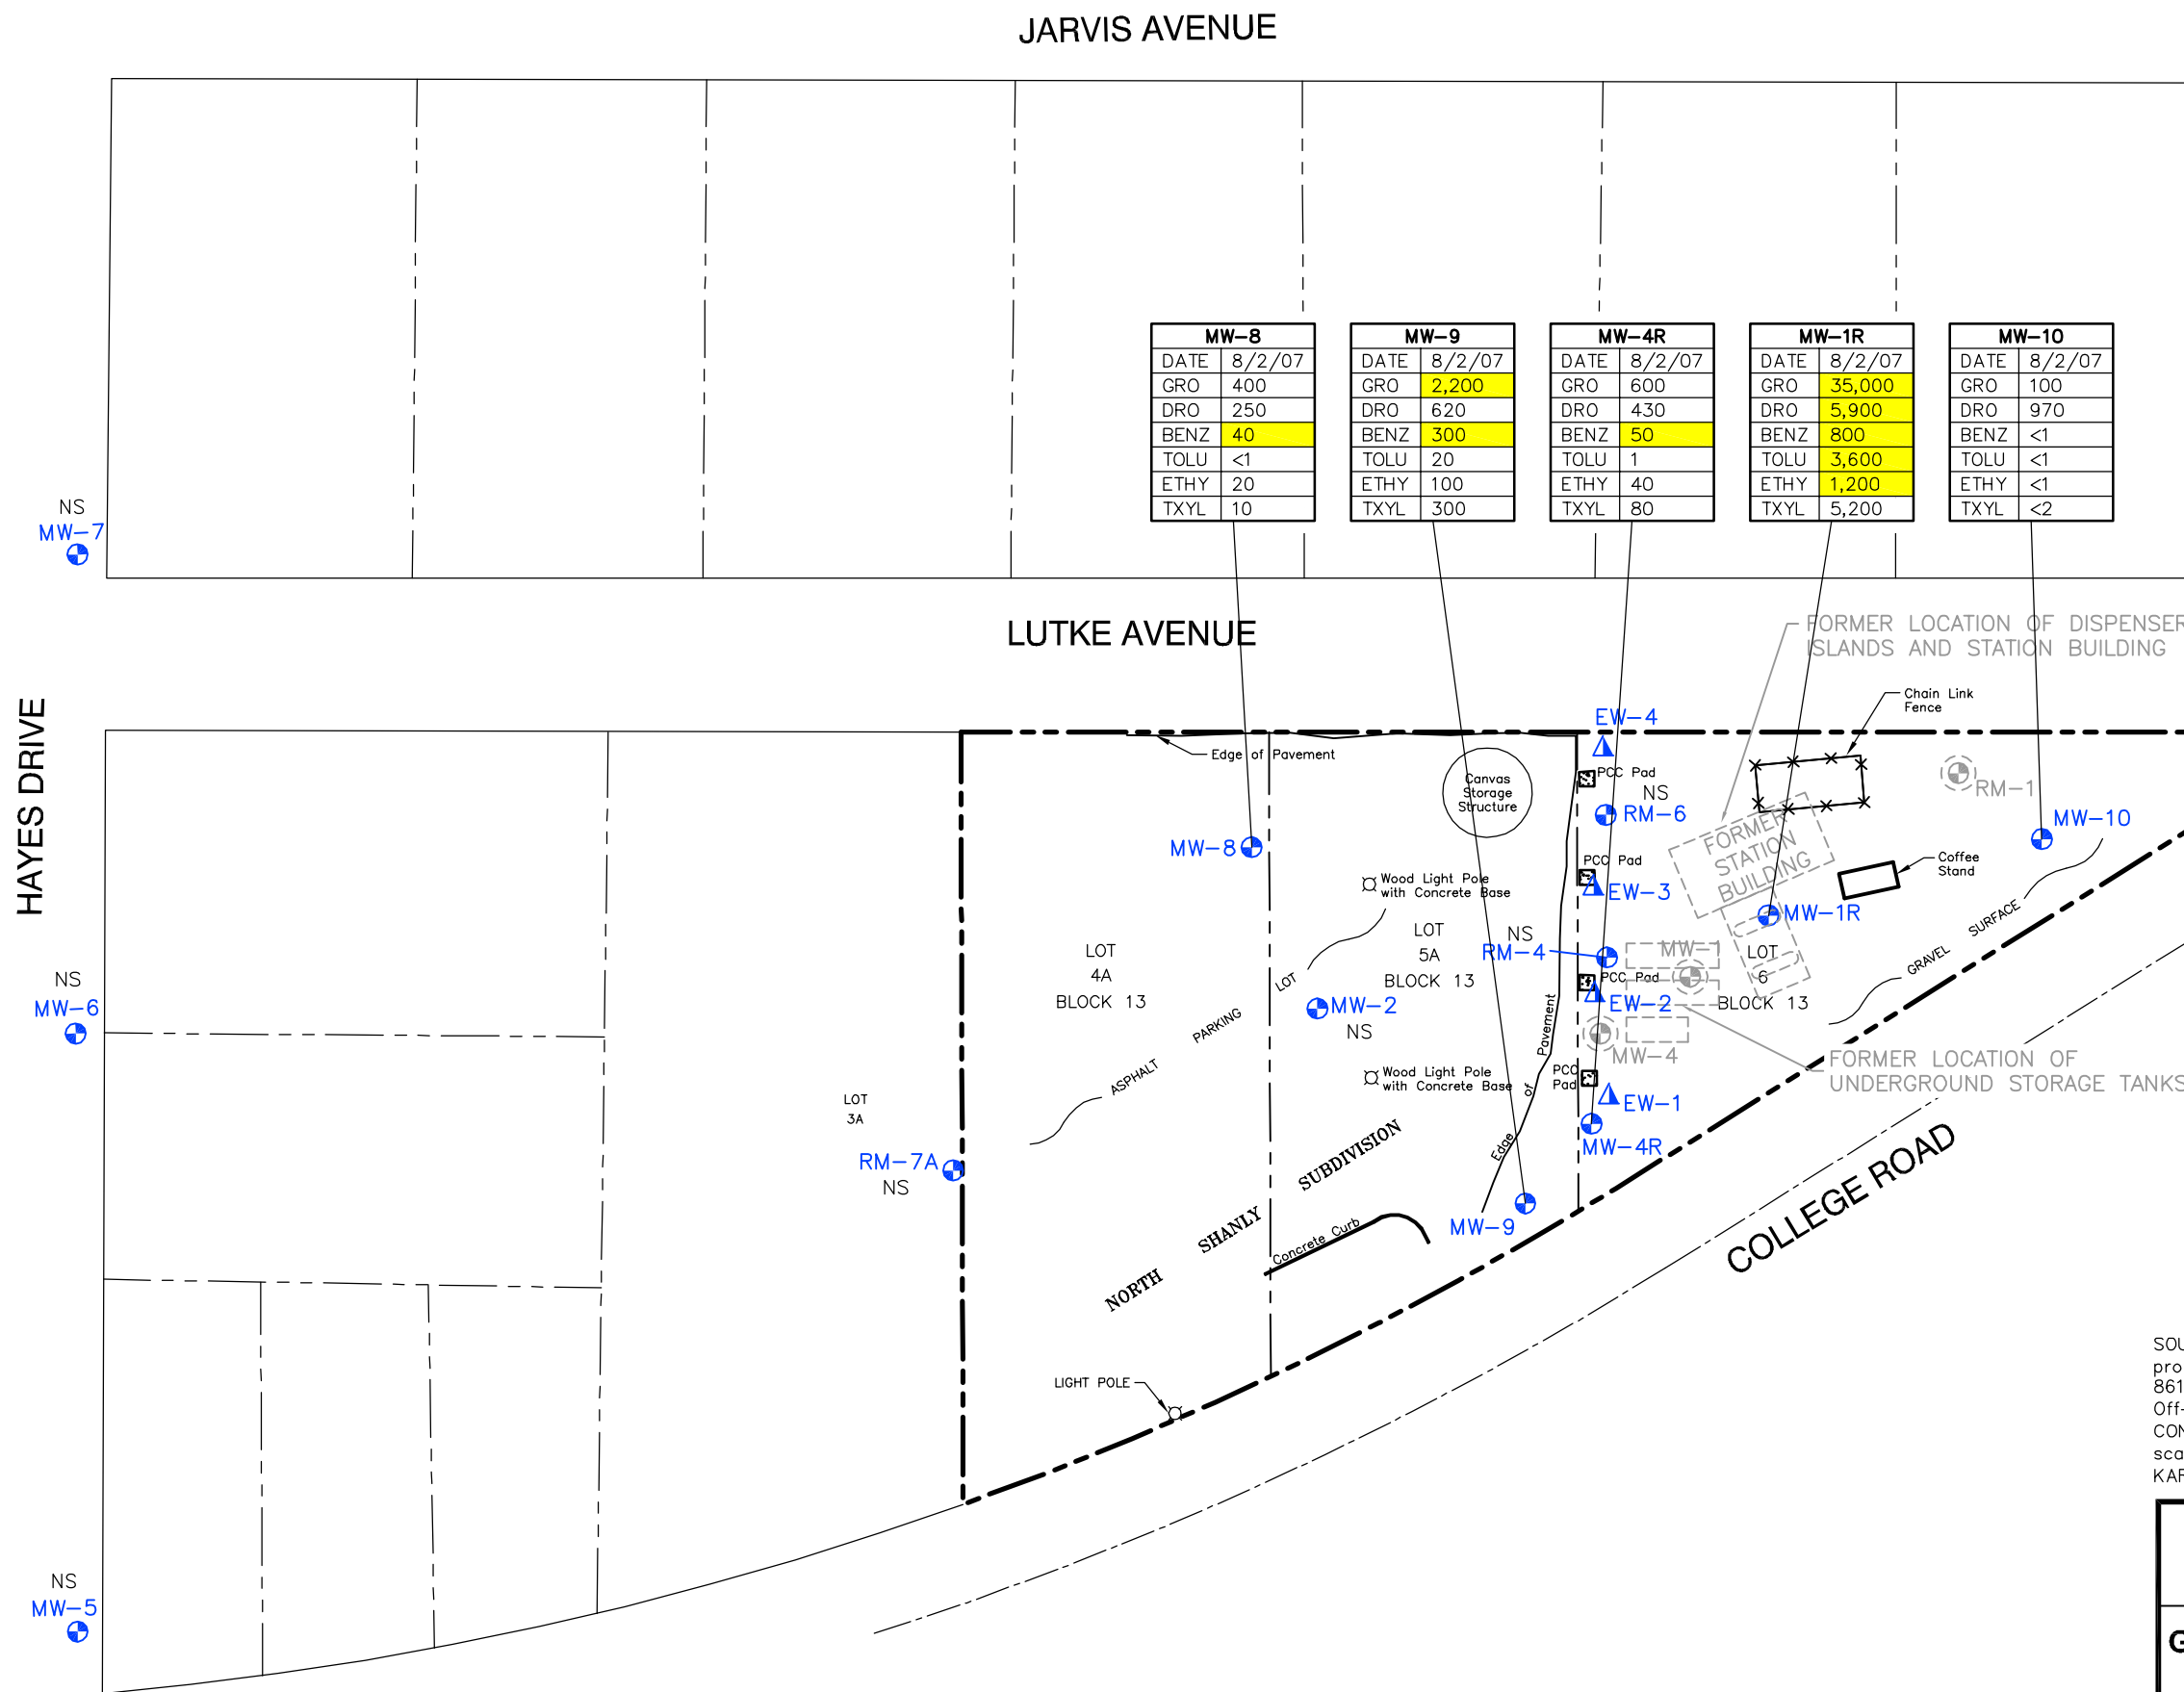 JARVIS AVENUE
MW-8
DATE 8/2/07
GRO 400
DRO 250
BENZ 40
TOLU <1
ETHY 20
TXYL 10
MW-9
DATE 8/2/07
GRO 2,200
DRO 620
BENZ 300
TOLU 20
ETHY 100
TXYL 300
MW-4R
DATE 8/2/07
GRO 600
DRO 430
BENZ 50
TOLU 1
ETHY 40
TXYL 80
MW-1R
DATE 8/2/07
GRO 35,000
DRO 5,900
BENZ 800
TOLU 3,600
ETHY 1,200
TXYL 5,200
MW-10
DATE 8/2/07
GRO 100
DRO 970
BENZ <1
TOLU <1
ETHY <1
TXYL <2
NS
MW-7
LUTKE AVENUE
FORMER LOCATION OF DISPENSER
ISLANDS AND STATION BUILDING
HAYES DRIVE
Chain Link
Fence
EW-4
Edge of Pavement
Canvas
Storage
Structure
PCC Pad
NS
RM-6
RM-1
MW-10
MW-8
FORMER
STATION
BUILDING
PCC Pad
EW-3
Coffee
Stand
Wood Light Pole
with Concrete Base
MW-1R
SURFACE
GRAVEL
LOT
5A
BLOCK 13
NS
RM-4
LOT
4A
BLOCK 13
MW-1
LOT
6
BLOCK 13
PCC Pad
EW-2
NS
MW-6
LOT
PARKING
ASPHALT
MW-2
NS
MW-4
FORMER LOCATION OF
UNDERGROUND STORAGE TANKS
Wood Light Pole
with Concrete Base
Edge of Pavement
PCC
Pad
EW-1
MW-4R
LOT
3A
RM-7A
NS
NORTH SHANLY SUBDIVISION
Concrete Curb
MW-9
COLLEGE ROAD
LIGHT POLE
NS
MW-5
SOU
pro
861
Off-
CON
sca
KAR
G